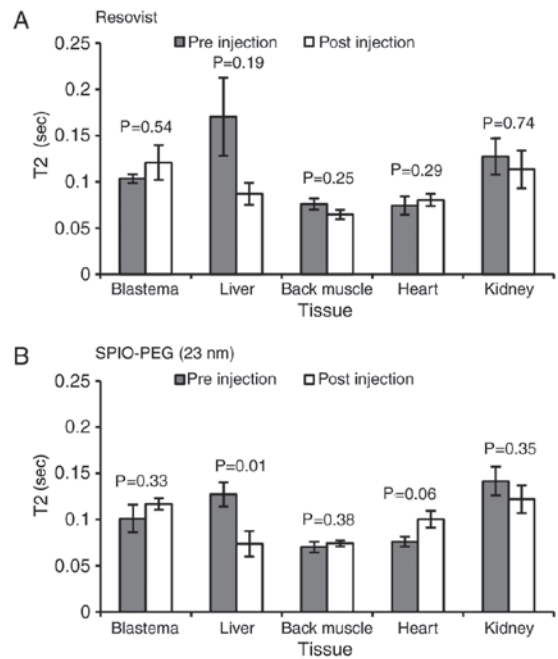 A
Resovist
Pre injection Post injection
0.25
0.2
0.15
0.1
0.05
0
T2 (sec)
P=0.54
P=0.19
P=0.25
P=0.29
P=0.74
Blastema Liver Back muscle Heart Kidney
Tissue
B
SPIO-PEG (23 nm)
Pre injection Post injection
0.25
0.2
0.15
0.1
0.05
0
T2 (sec)
P=0.33
P=0.01
P=0.38
P=0.06
P=0.35
Blastema Liver Back muscle Heart Kidney
Tissue